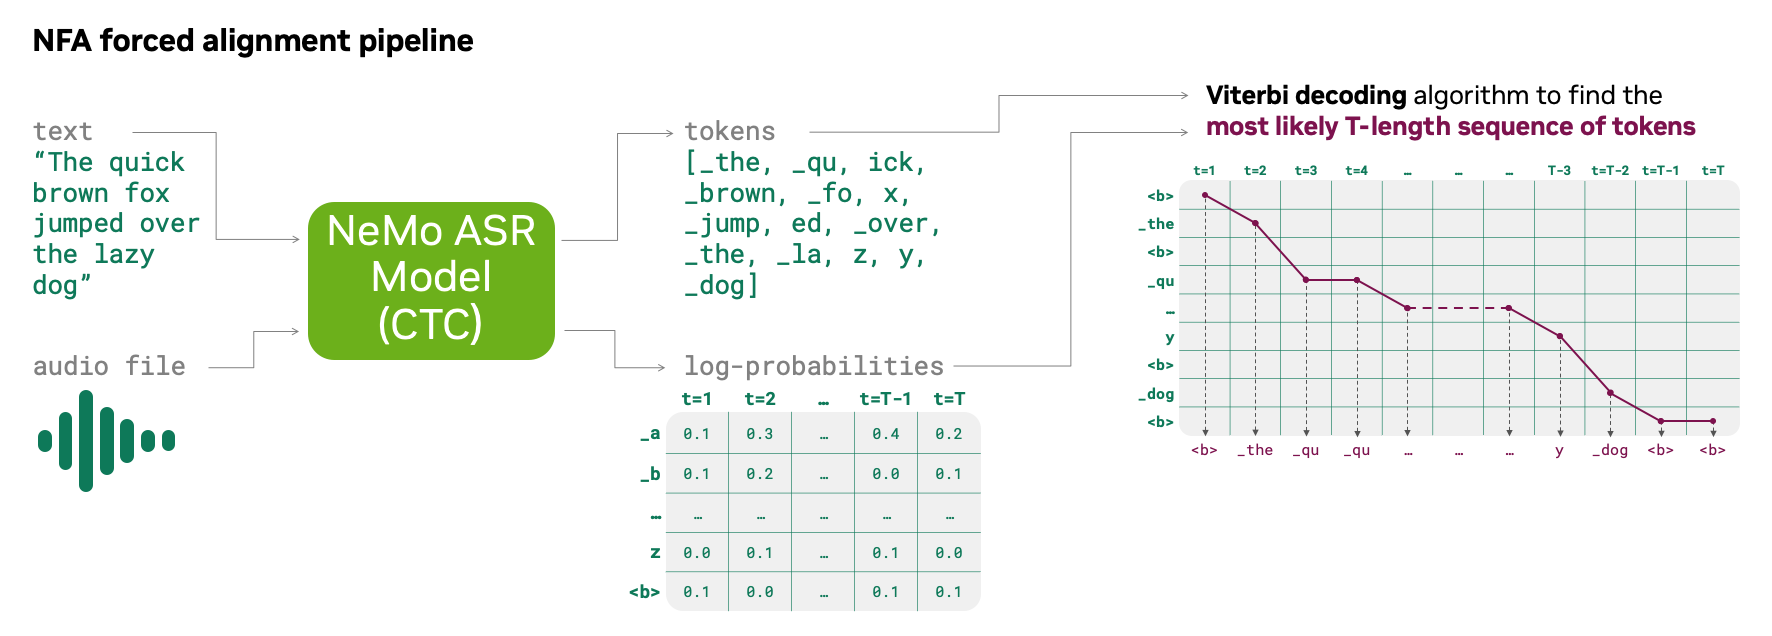 NFA forced alignment pipeline
text
“The quick
brown fox
jumped over
the lazy
dog”
audio file
NeMo ASR
Model
(CTC)
tokens
[_the, _qu, ick,
_brown, _fo, x,
_jump, ed, _over,
_the, _la, z, y,
_dog]
log-probabilities
t=1 t=2 … t=T-1 t=T
_a 0.1 0.3 … 0.4 0.2
_b 0.1 0.2 … 0.0 0.1
… … … … … …
z 0.0 0.1 … 0.1 0.0
<b> 0.1 0.0 … 0.1 0.1
Viterbi decoding algorithm to find the
most likely T-length sequence of tokens
t=1 t=2 t=3 t=4 … … … T-3 t=T-2 t=T-1 t=T
<b>
_the
<b>
_qu
…
y
<b>
_dog
<b>
<b> _the _qu _qu … … … y _dog <b> <b>